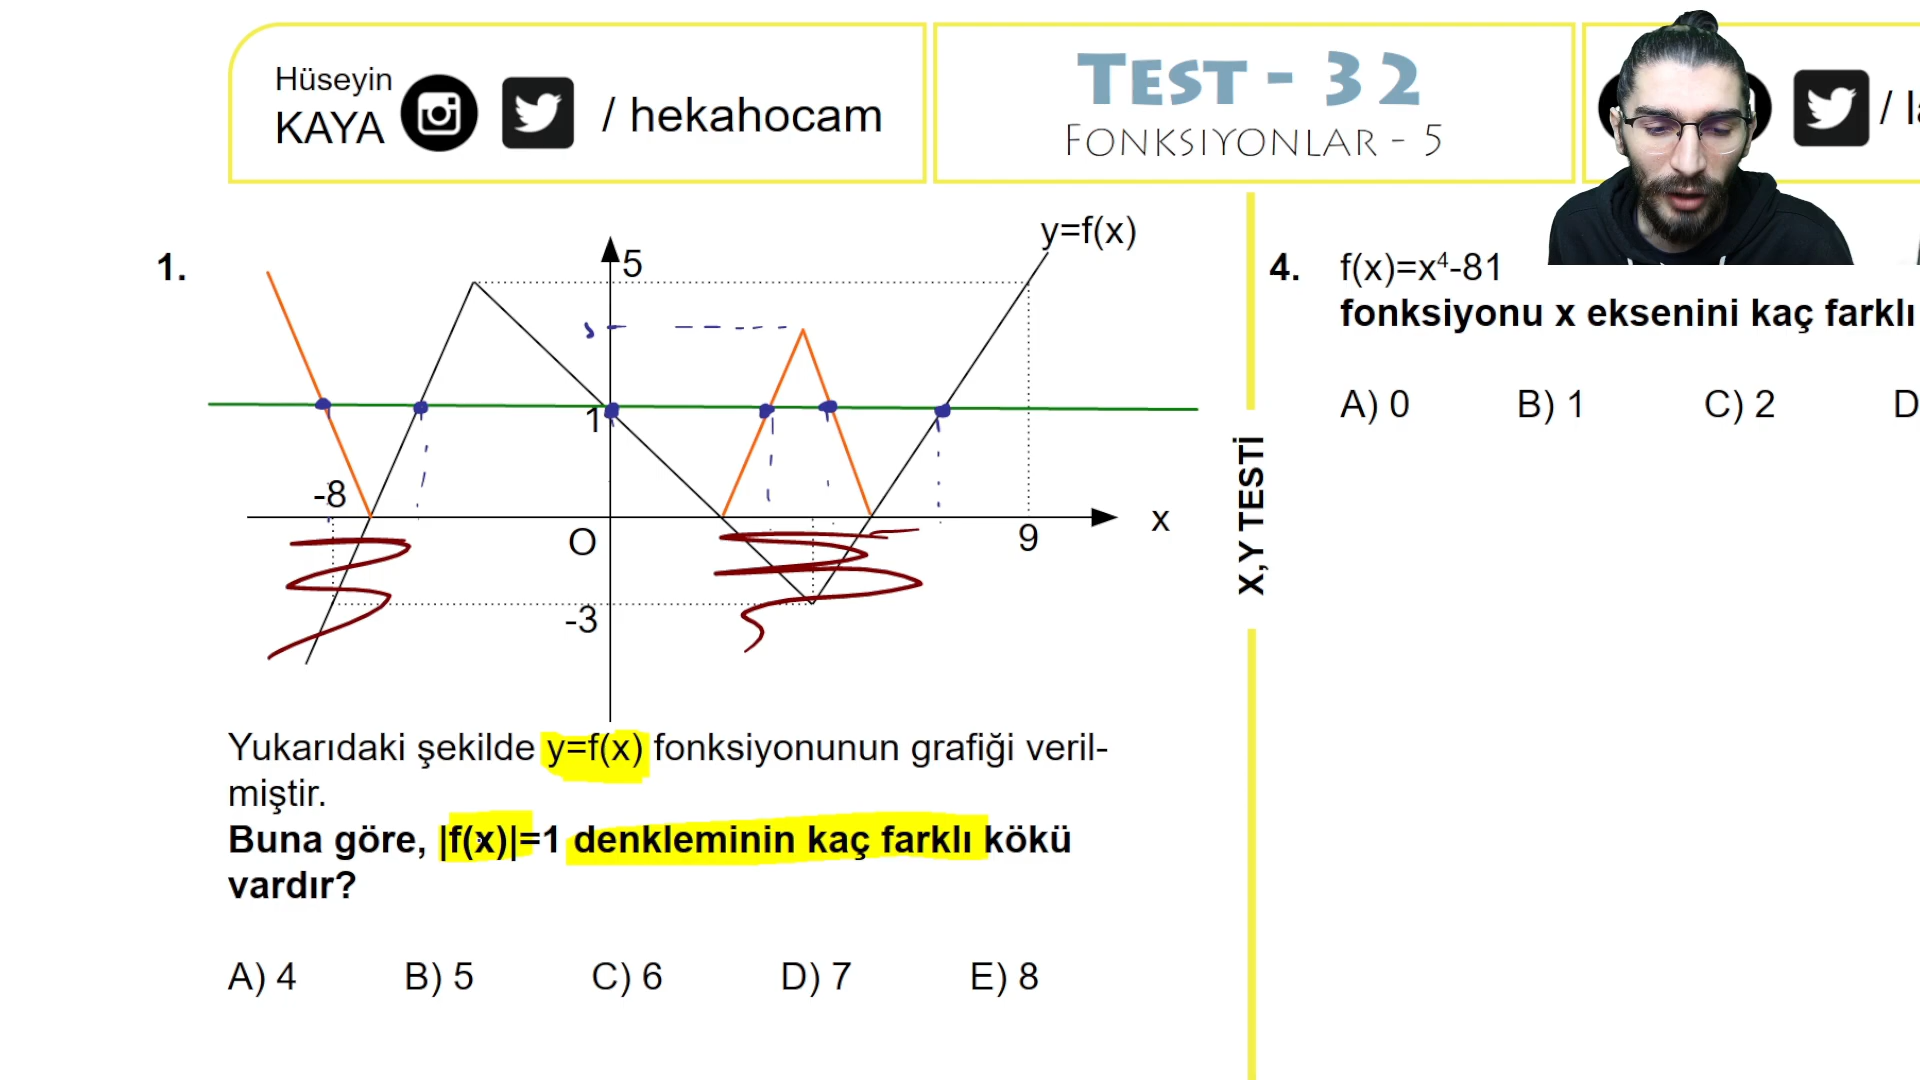 Hüseyin
KAYA
/ hekahocam
TEST - 32
FONKSIYONLAR - 5
/
1.
y=f(x)
5
1
-8
O
x
9
-3
Yukarıdaki şekilde y=f(x) fonksiyonunun grafiği veril-
miştir.
Buna göre, |f(x)|=1 denkleminin kaç farklı kökü
vardır?
A) 4 B) 5 C) 6 D) 7 E) 8
X,Y TESTİ
4. f(x)=x⁴-81
fonksiyonu x eksenini kaç farklı
A) 0 B) 1 C) 2 D